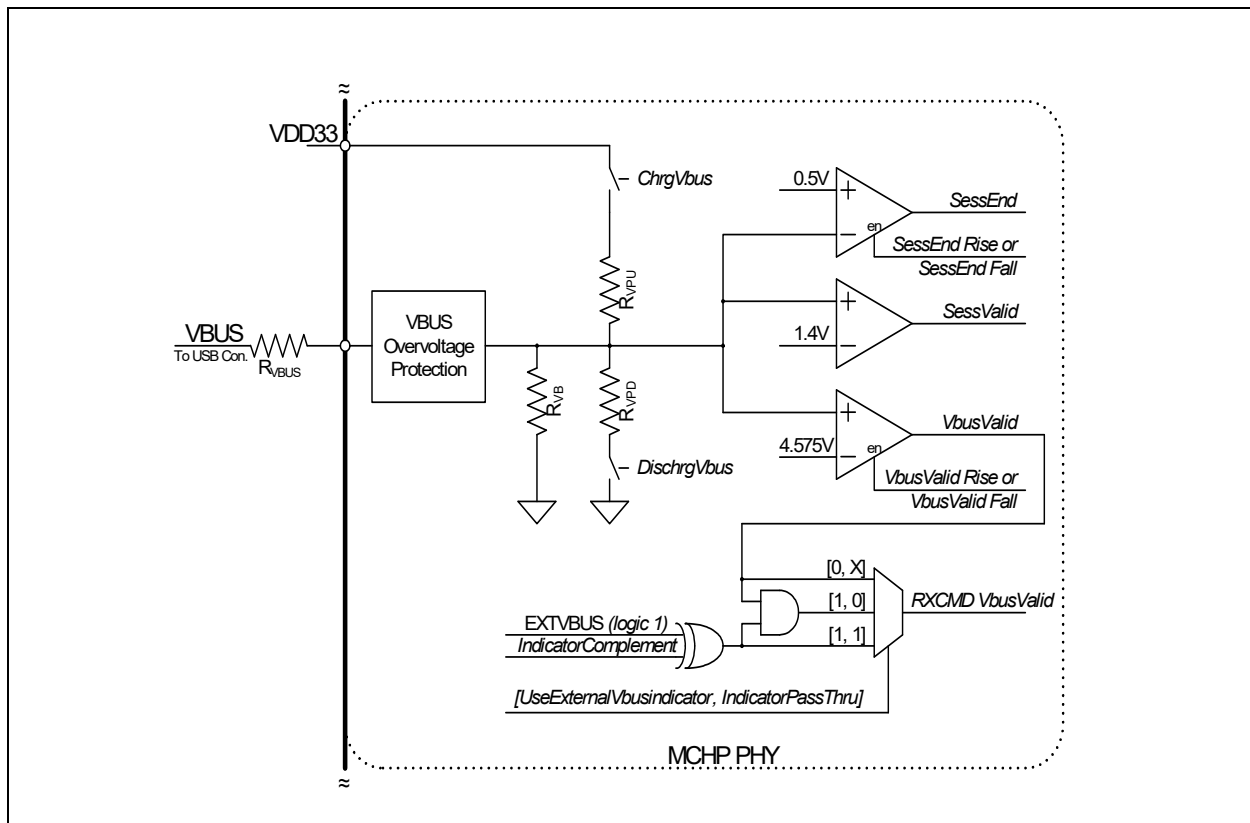 ≈
VDD33
ChrgVbus
0.5V
+
−
en
SessEnd
SessEnd Rise or
SessEnd Fall
RVPU
VBUS
To USB Con.
RVBUS
VBUS
Overvoltage
Protection
+
1.4V
−
SessValid
RVB
RVPD
DischrgVbus
+
4.575V
−
en
VbusValid
VbusValid Rise or
VbusValid Fall
[0, X]
[1, 0]
[1, 1]
RXCMD VbusValid
EXTVBUS (logic 1)
IndicatorComplement
[UseExternalVbusindicator, IndicatorPassThru]
MCHP PHY
≈